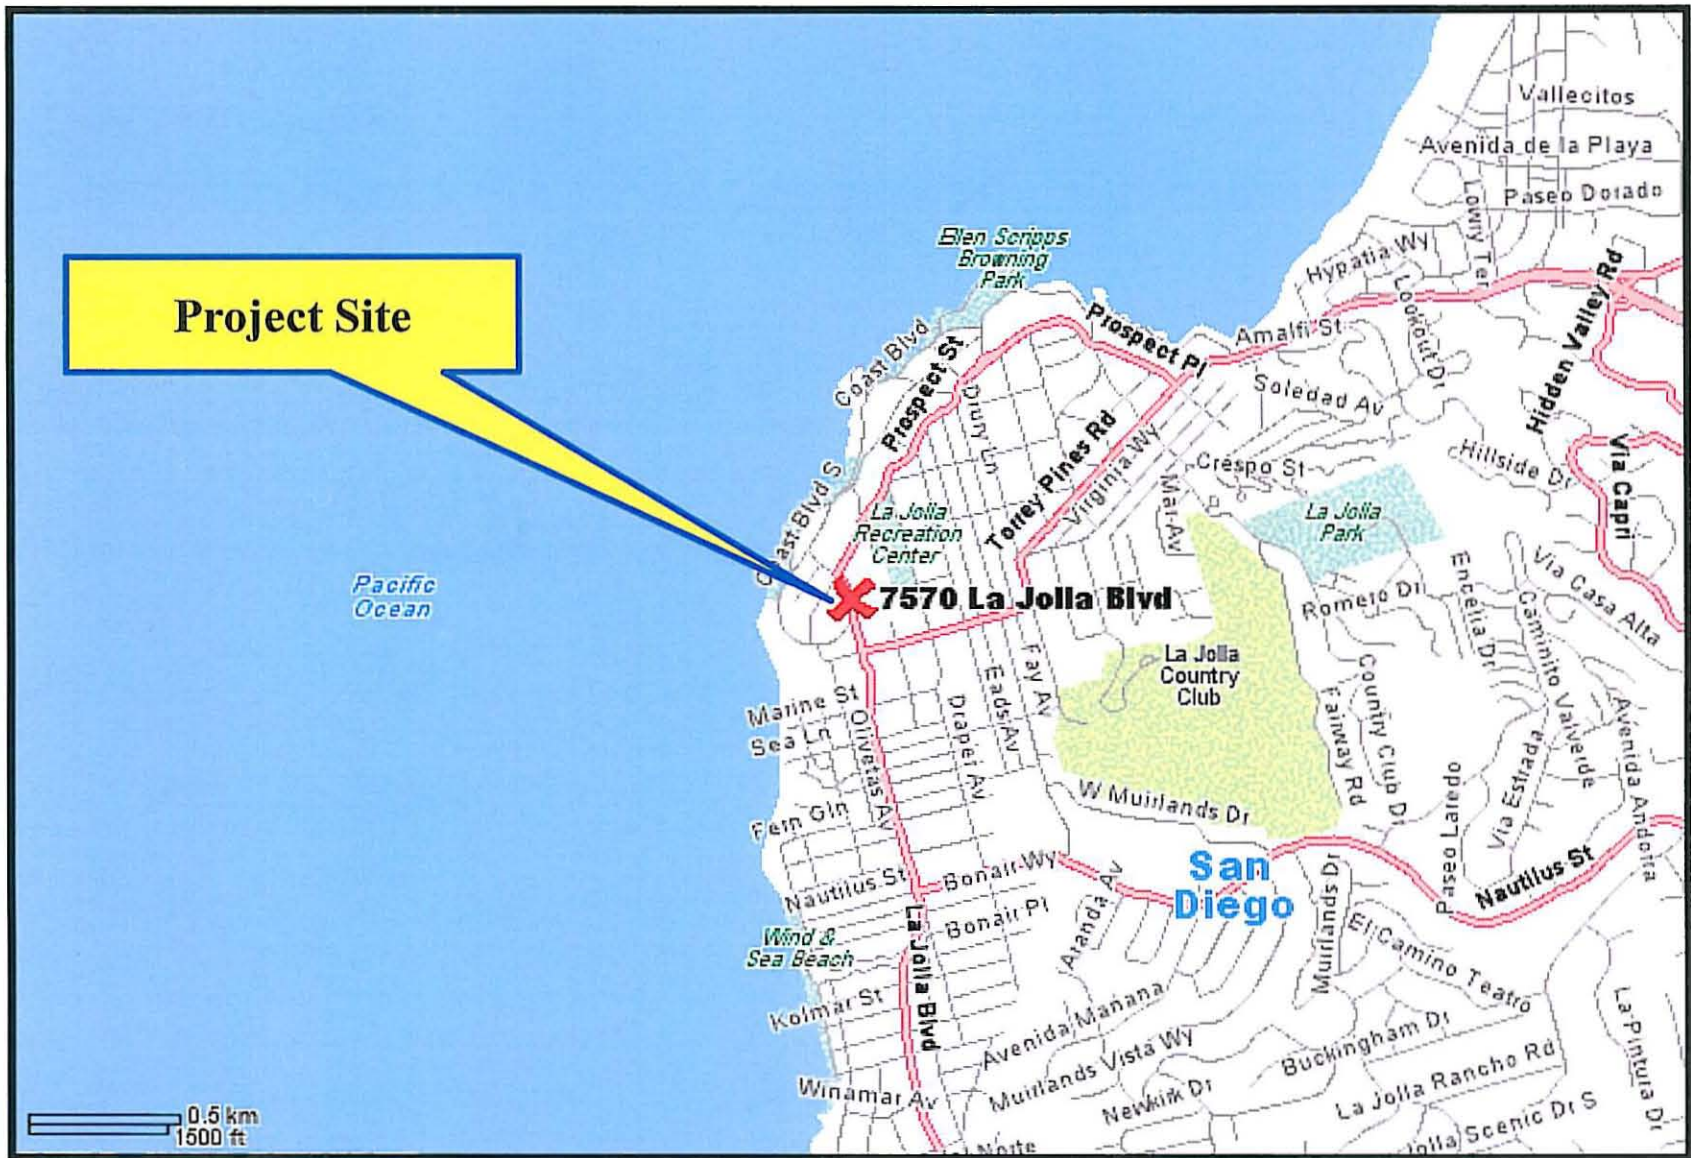 Vallecitos
Avenida de la Playa
Paseo Dorado
Lowry Ter
Ellen Scripps
Browning
Park
Hypatia Wy
Hidden Valley Rd
Project Site
Coast Blvd
Prospect St
Prospect Pl
Amalfi St
Lookout Dr
Soledad Av
Drury Ln
Torrey Pines Rd
Virginia Wy
Crespo St
Hillside Dr
Via Capri
Coast Blvd S
La Jolla
Recreation
Center
Mar Av
La Jolla
Park
Pacific
Ocean
7570 La Jolla Blvd
Romero Dr
Encelia Dr
Caminito Valverde
Via Casa Alta
La Jolla
Country
Club
Marine St
Sea Ln
Olivetas Av
Draper Av
Eads Av
Fay Av
Fairway Rd
Country Club Dr
Via Estrada
Avenida Andorra
Paseo Laredo
Fern Gln
W Muirlands Dr
Nautilus St
Bonair Wy
San
Diego
Nautilus St
Bonair Pl
La Jolla Blvd
Muirlands Dr
El Camino Teatro
Wind &
Sea Beach
Kolmar St
Avenida Mañana
Muirlands Vista Wy
Buckingham Dr
La Jolla Rancho Rd
La Pintura Dr
Winamar Av
Newkirk Dr
Jolla Scenic Dr S
Norte
0.5 km
1500 ft